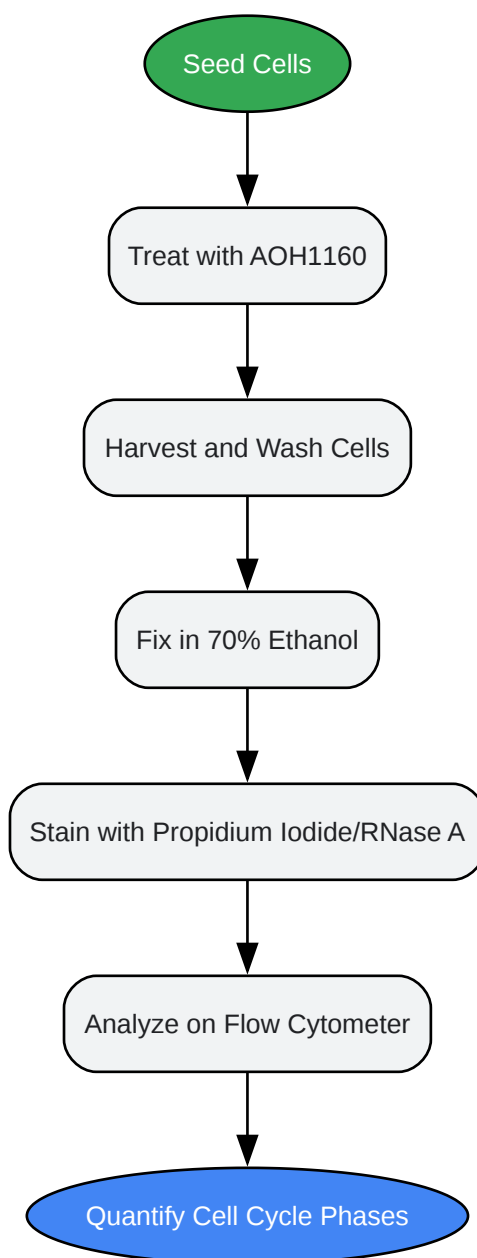 Seed Cells
Treat with AOH1160
Harvest and Wash Cells
Fix in 70% Ethanol
Stain with Propidium Iodide/RNase A
Analyze on Flow Cytometer
Quantify Cell Cycle Phases